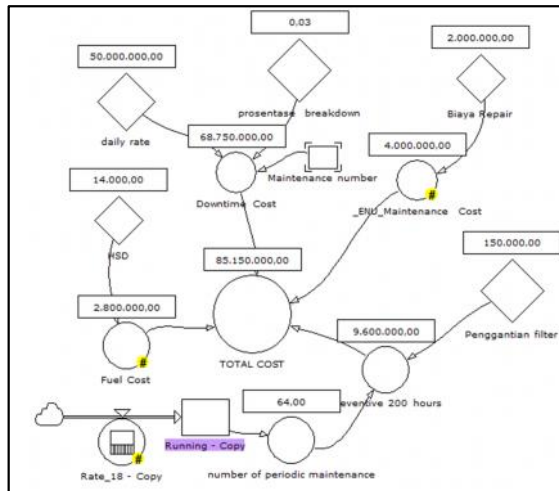 0.03
50.000.000,00
2.000.000,00
prosentase breakdown
Biaya Repair
daily rate
68.750.000,00
4.000.000,00
Maintenance number
14.000,00
Downtime Cost
_ENU_Maintenance Cost
HSD
85.150.000,00
150.000,00
2.800.000,00
9.600.000,00
Penggantian filter
Fuel Cost
TOTAL COST
64.00
eventive 200 hours
Running - Copy
Rate_18 - Copy
number of periodic maintenance
#
#
#